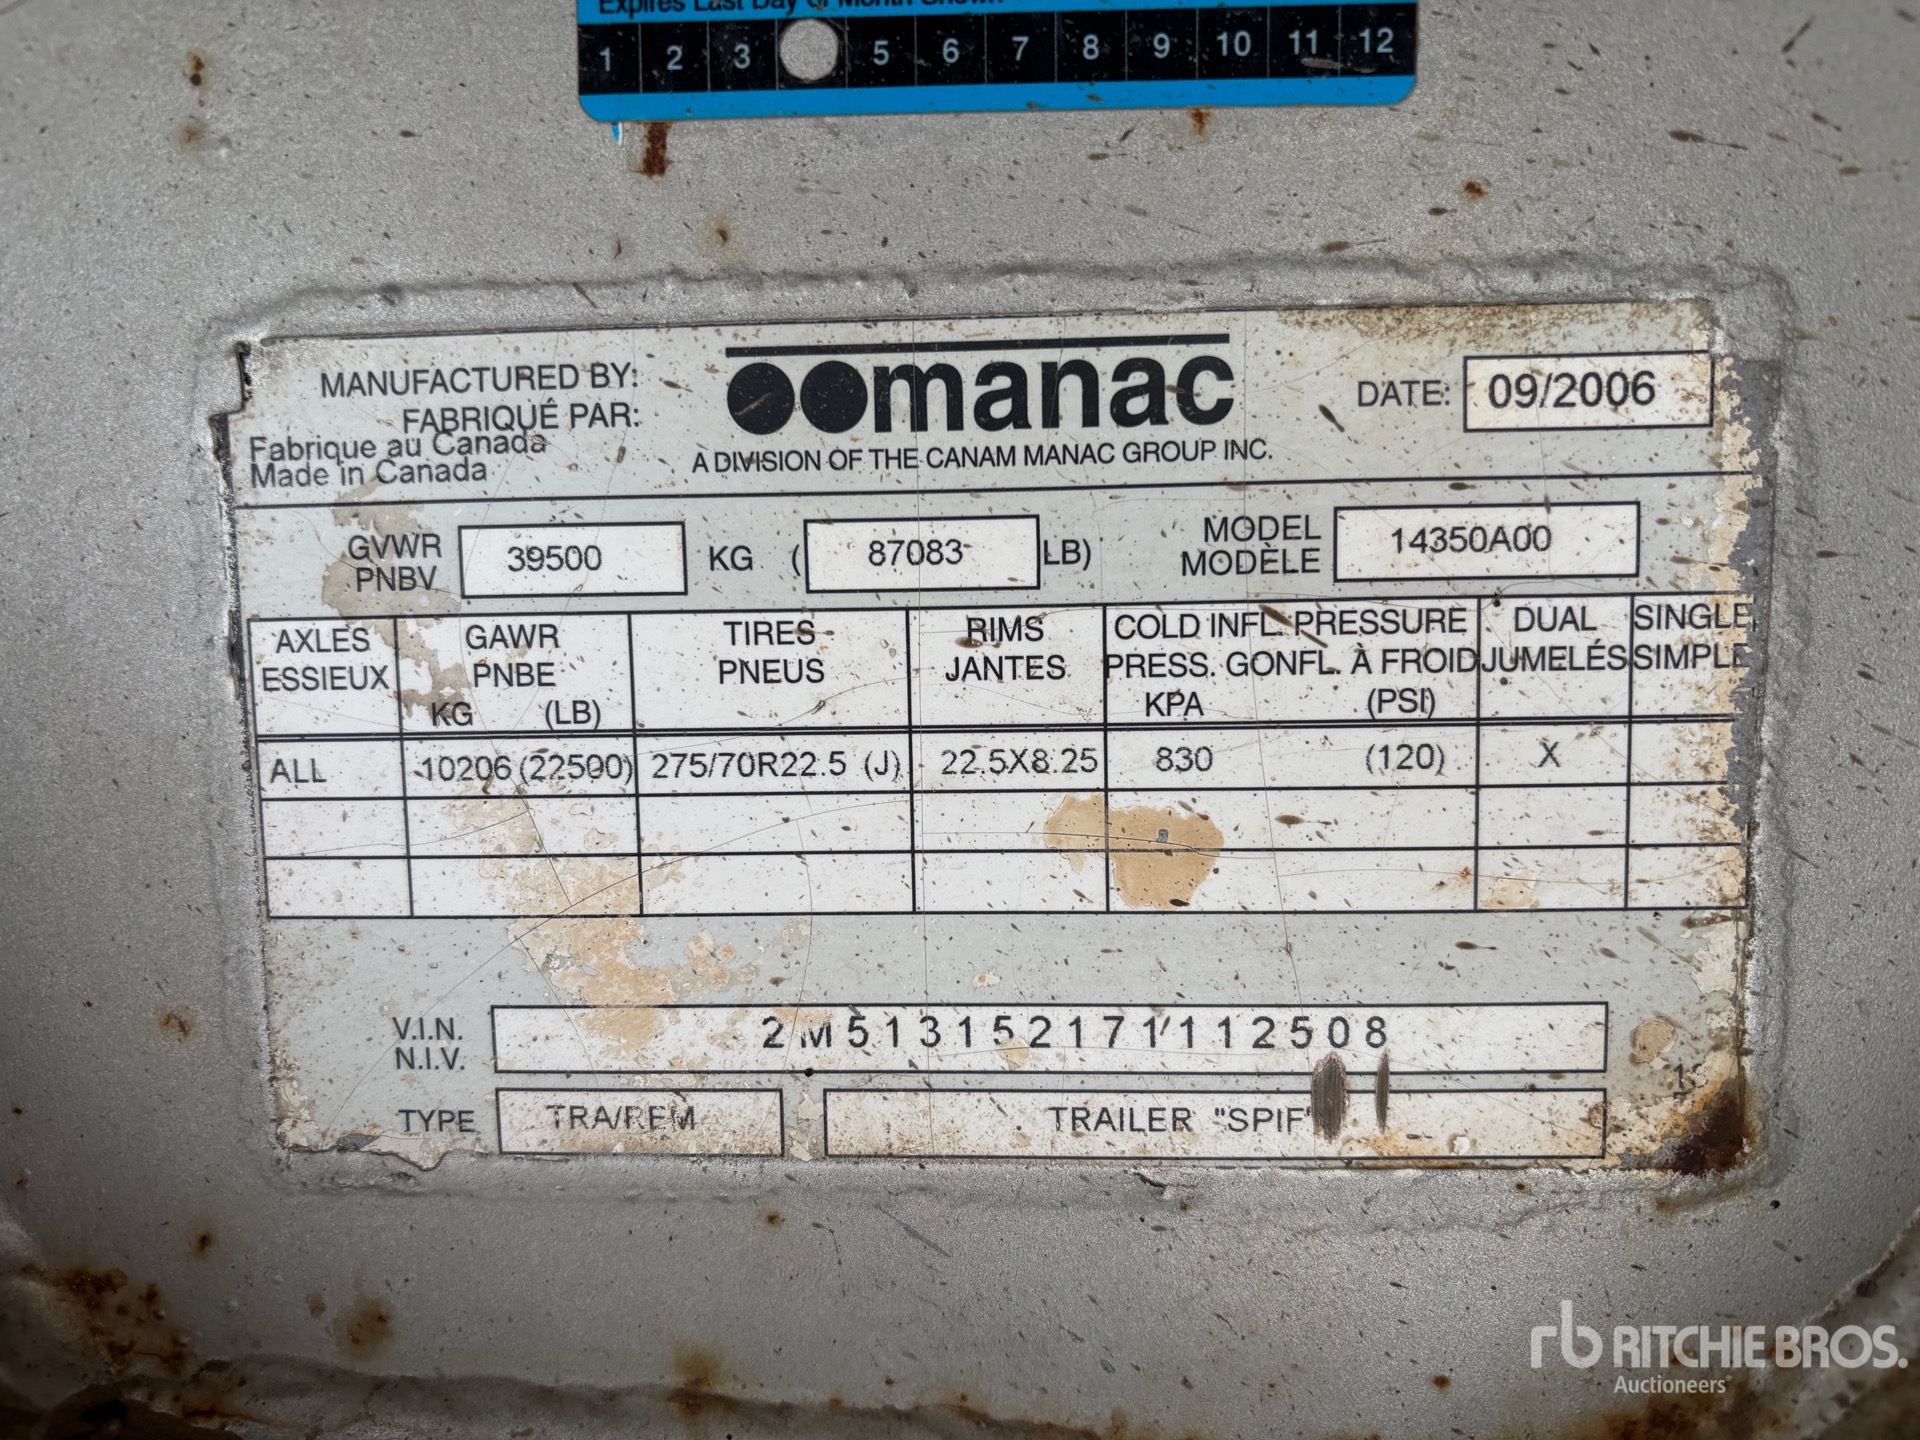 Expires Last Day of Month Shown
1 2 3 5 6 7 8 9 10 11 12
MANUFACTURED BY:
FABRIQUÉ PAR:
Fabrique au Canada
Made in Canada
manac
A DIVISION OF THE CANAM MANAC GROUP INC.
DATE: 09/2006
GVWR
PNBV
39500 KG ( 87083 LB)
MODEL
MODÈLE
14350A00
AXLES
ESSIEUX
GAWR
PNBE
KG (LB)
TIRES
PNEUS
RIMS
JANTES
COLD INFL. PRESSURE
PRESS. GONFL. À FROID
KPA (PSI)
DUAL
JUMELÉS
SINGLE
SIMPLE
ALL 10206 (22500) 275/70R22.5 (J) 22.5X8.25 830 (120) X
V.I.N.
N.I.V.
2M513152171112508
TYPE TRA/REM TRAILER "SPIF"
rb RITCHIE BROS.
Auctioneers